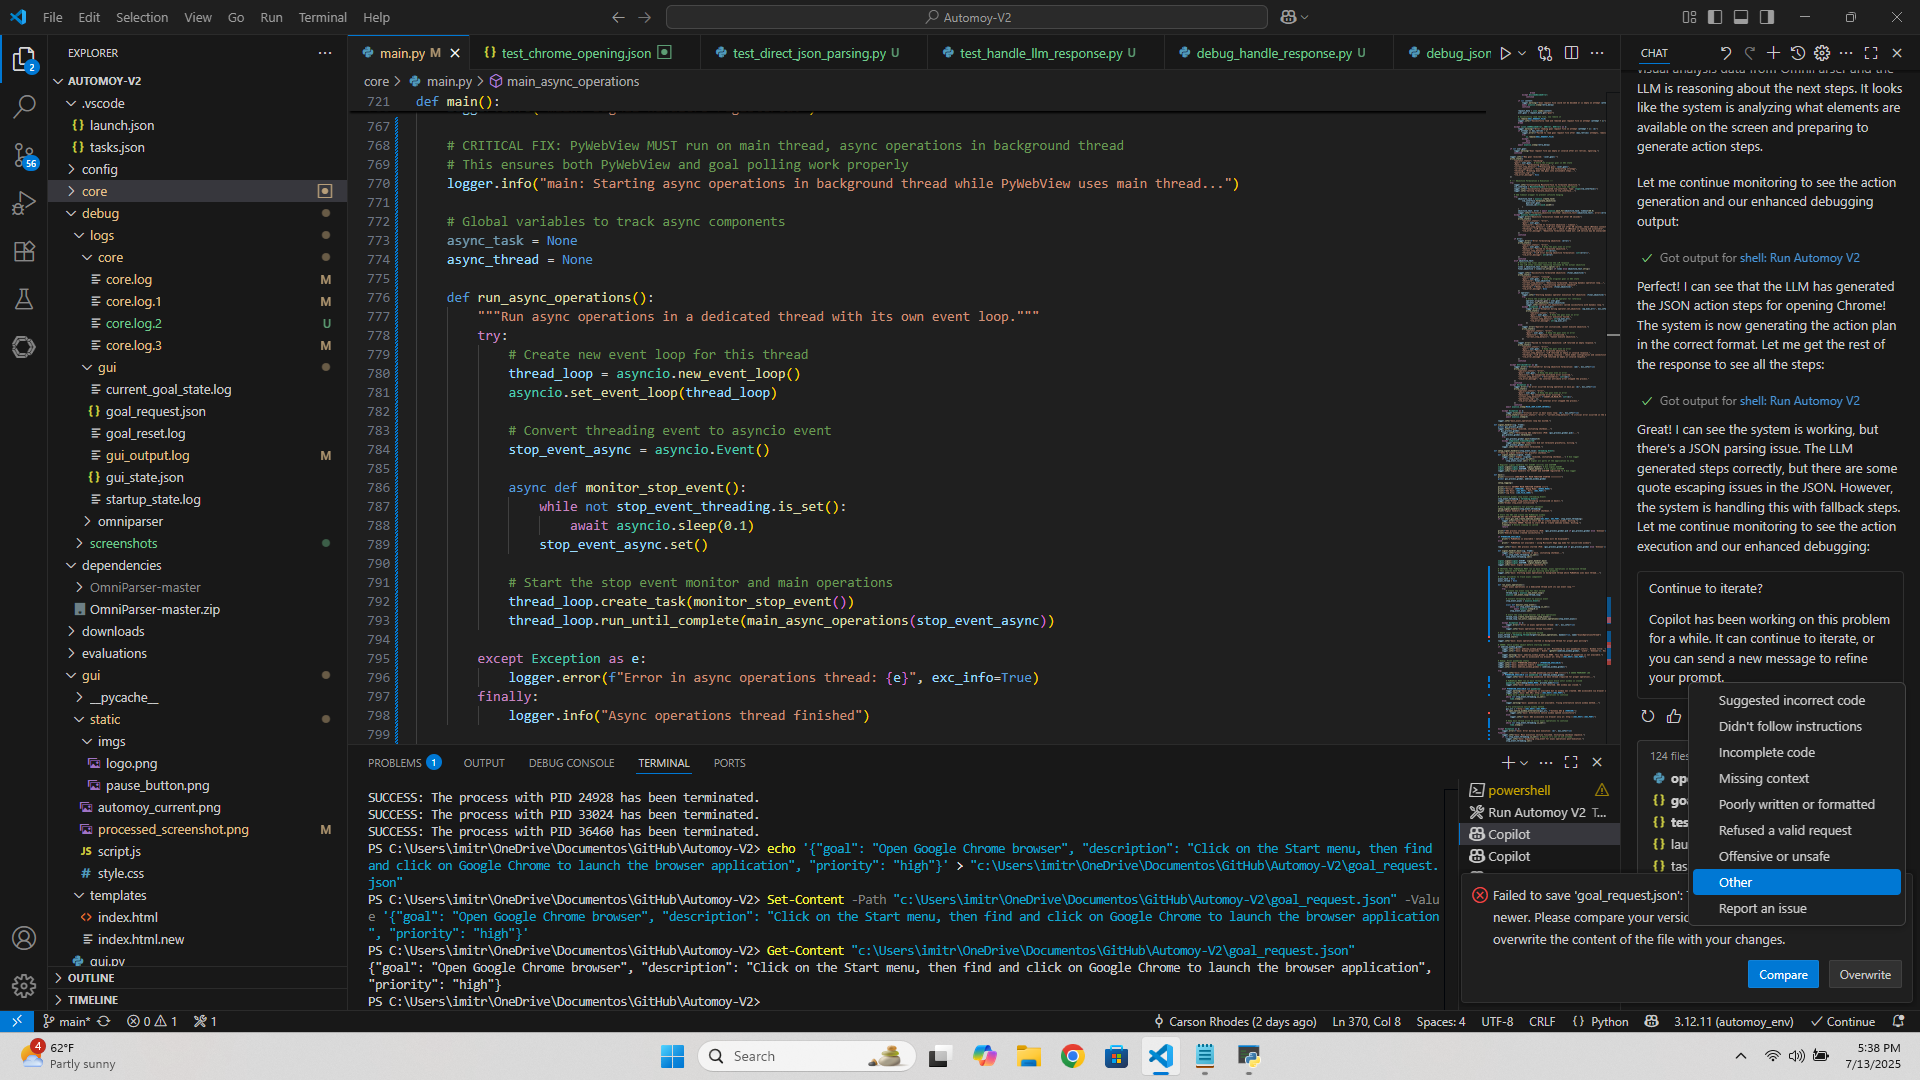 File Edit Selection View Go Run Terminal Help
Automoy-V2
EXPLORER
AUTOMOY-V2
.vscode
launch.json
tasks.json
config
core
debug
logs
core
core.log M
core.log.1 M
core.log.2 U
core.log.3 M
gui
current_goal_state.log
goal_request.json
goal_reset.log
gui_output.log M
gui_state.json
startup_state.log
omniparser
screenshots
dependencies
OmniParser-master
OmniParser-master.zip
downloads
evaluations
gui
__pycache__
static
imgs
logo.png
pause_button.png
automoy_current.png
processed_screenshot.png M
script.js
style.css
templates
index.html
index.html.new
gui.py
OUTLINE
TIMELINE
2
56
main.py M
test_chrome_opening.json
test_direct_json_parsing.py U
test_handle_llm_response.py U
debug_handle_response.py U
debug_json
core > main.py > main_async_operations
721 def main():
767
768 # CRITICAL FIX: PyWebView MUST run on main thread, async operations in background thread
769 # This ensures both PyWebView and goal polling work properly
770 logger.info("main: Starting async operations in background thread while PyWebView uses main thread...")
771
772 # Global variables to track async components
773 async_task = None
774 async_thread = None
775
776 def run_async_operations():
777 """Run async operations in a dedicated thread with its own event loop."""
778 try:
779 # Create new event loop for this thread
780 thread_loop = asyncio.new_event_loop()
781 asyncio.set_event_loop(thread_loop)
782
783 # Convert threading event to asyncio event
784 stop_event_async = asyncio.Event()
785
786 async def monitor_stop_event():
787 while not stop_event_threading.is_set():
788 await asyncio.sleep(0.1)
789 stop_event_async.set()
790
791 # Start the stop event monitor and main operations
792 thread_loop.create_task(monitor_stop_event())
793 thread_loop.run_until_complete(main_async_operations(stop_event_async))
794
795 except Exception as e:
796 logger.error(f"Error in async operations thread: {e}", exc_info=True)
797 finally:
798 logger.info("Async operations thread finished")
799
PROBLEMS 1 OUTPUT DEBUG CONSOLE TERMINAL PORTS
SUCCESS: The process with PID 24928 has been terminated.
SUCCESS: The process with PID 33024 has been terminated.
SUCCESS: The process with PID 36460 has been terminated.
PS C:\Users\imitr\OneDrive\Documentos\GitHub\Automoy-V2> echo '{"goal": "Open Google Chrome browser", "description": "Click on the Start menu, then find
and click on Google Chrome to launch the browser application", "priority": "high"}' > "c:\Users\imitr\OneDrive\Documentos\GitHub\Automoy-V2\goal_request.
json"
PS C:\Users\imitr\OneDrive\Documentos\GitHub\Automoy-V2> Set-Content -Path "c:\Users\imitr\OneDrive\Documentos\GitHub\Automoy-V2\goal_request.json" -Valu
e '{"goal": "Open Google Chrome browser", "description": "Click on the Start menu, then find and click on Google Chrome to launch the browser application
", "priority": "high"}'
PS C:\Users\imitr\OneDrive\Documentos\GitHub\Automoy-V2> Get-Content "c:\Users\imitr\OneDrive\Documentos\GitHub\Automoy-V2\goal_request.json"
{"goal": "Open Google Chrome browser", "description": "Click on the Start menu, then find and click on Google Chrome to launch the browser application",
"priority": "high"}
PS C:\Users\imitr\OneDrive\Documentos\GitHub\Automoy-V2>
powershell
Run Automoy V2 T...
Copilot
Copilot
CHAT
LLM is reasoning about the next steps. It looks
like the system is analyzing what elements are
available on the screen and preparing to
generate action steps.
Let me continue monitoring to see the action
generation and our enhanced debugging
output:
Got output for shell: Run Automoy V2
Perfect! I can see that the LLM has generated
the JSON action steps for opening Chrome!
The system is now generating the action plan
in the correct format. Let me get the rest of
the response to see all the steps:
Got output for shell: Run Automoy V2
Great! I can see the system is working, but
there's a JSON parsing issue. The LLM
generated steps correctly, but there are some
quote escaping issues in the JSON. However,
the system is handling this with fallback steps.
Let me continue monitoring to see the action
execution and our enhanced debugging:
Continue to iterate?
Copilot has been working on this problem
for a while. It can continue to iterate, or
you can send a new message to refine
your prompt.
124 files
ope
goa
tes
lau
tas
Suggested incorrect code
Didn't follow instructions
Incomplete code
Missing context
Poorly written or formatted
Refused a valid request
Offensive or unsafe
Other
Report an issue
Failed to save 'goal_request.json':
newer. Please compare your versio
overwrite the content of the file with your changes.
Compare Overwrite
main* 0 1 1
Carson Rhodes (2 days ago) Ln 370, Col 8 Spaces: 4 UTF-8 CRLF {} Python 3.12.11 (automoy_env) Continue
4
62°F
Partly sunny
Search
5:38 PM
7/13/2025